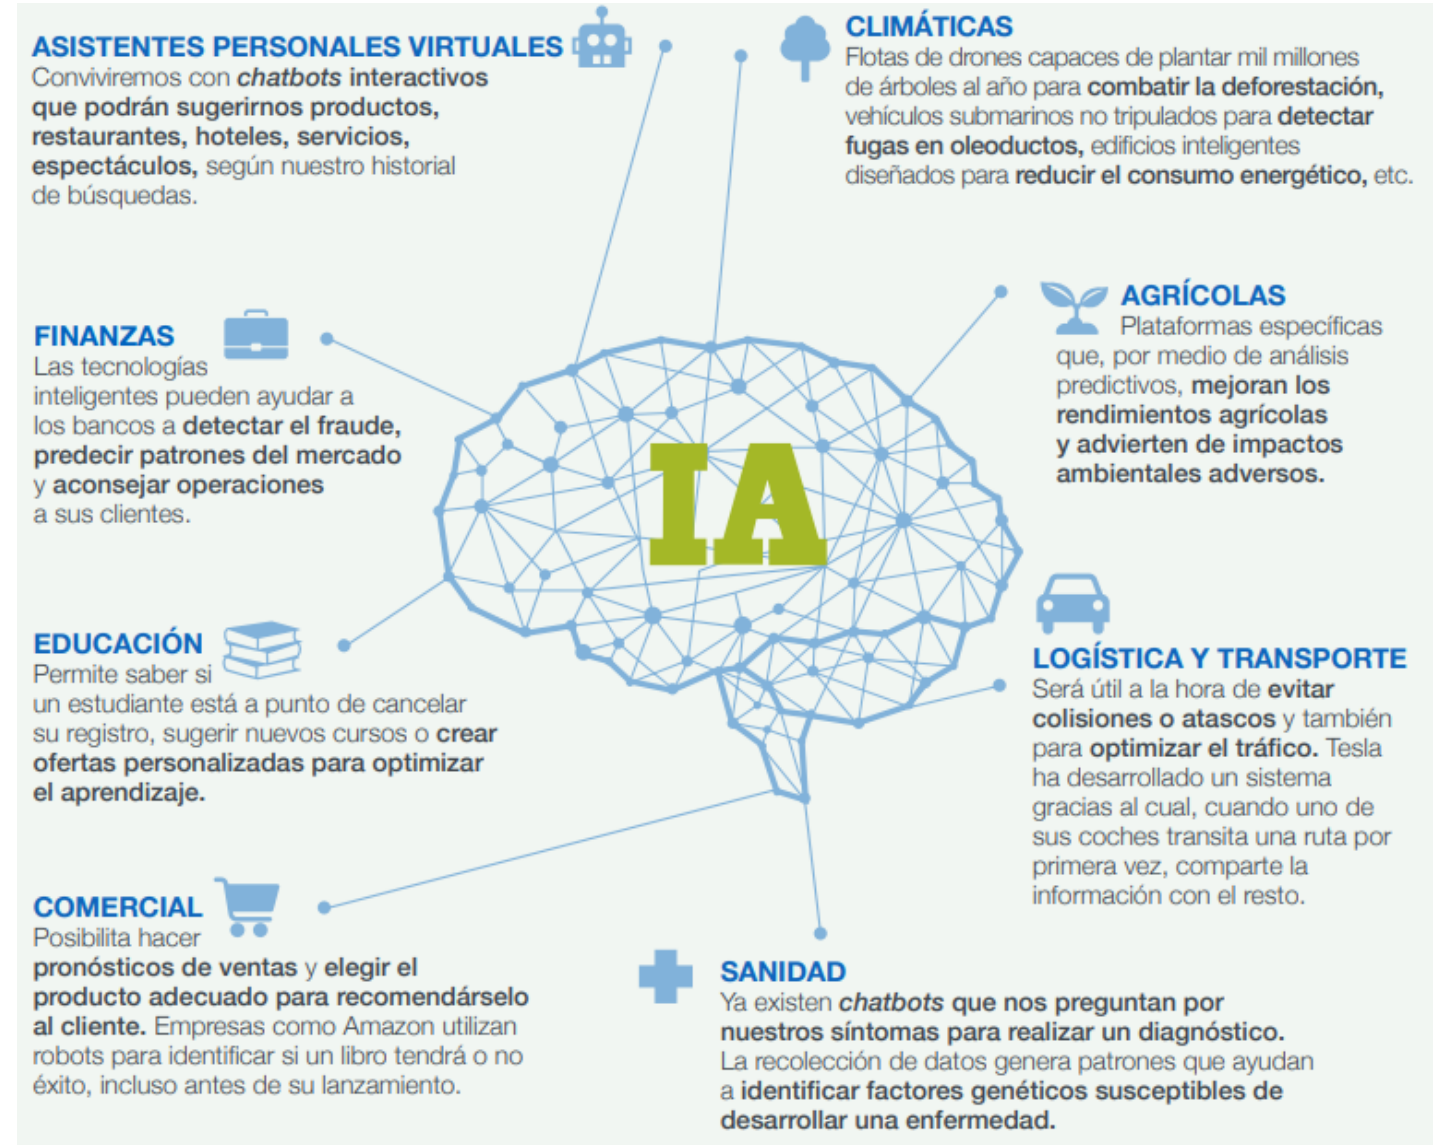 ASISTENTES PERSONALES VIRTUALES
Conviviremos con chatbots interactivos
que podrán sugerirnos productos,
restaurantes, hoteles, servicios,
espectáculos, según nuestro historial
de búsquedas.
CLIMÁTICAS
Flotas de drones capaces de plantar mil millones
de árboles al año para combatir la deforestación,
vehículos submarinos no tripulados para detectar
fugas en oleoductos, edificios inteligentes
diseñados para reducir el consumo energético, etc.
FINANZAS
Las tecnologías
inteligentes pueden ayudar a
los bancos a detectar el fraude,
predecir patrones del mercado
y aconsejar operaciones
a sus clientes.
AGRÍCOLAS
Plataformas específicas
que, por medio de análisis
predictivos, mejoran los
rendimientos agrícolas
y advierten de impactos
ambientales adversos.
IA
EDUCACIÓN
Permite saber si
un estudiante está a punto de cancelar
su registro, sugerir nuevos cursos o crear
ofertas personalizadas para optimizar
el aprendizaje.
LOGÍSTICA Y TRANSPORTE
Será útil a la hora de evitar
colisiones o atascos y también
para optimizar el tráfico. Tesla
ha desarrollado un sistema
gracias al cual, cuando uno de
sus coches transita una ruta por
primera vez, comparte la
información con el resto.
COMERCIAL
Posibilita hacer
pronósticos de ventas y elegir el
producto adecuado para recomendárselo
al cliente. Empresas como Amazon utilizan
robots para identificar si un libro tendrá o no
éxito, incluso antes de su lanzamiento.
SANIDAD
Ya existen chatbots que nos preguntan por
nuestros síntomas para realizar un diagnóstico.
La recolección de datos genera patrones que ayudan
a identificar factores genéticos susceptibles de
desarrollar una enfermedad.